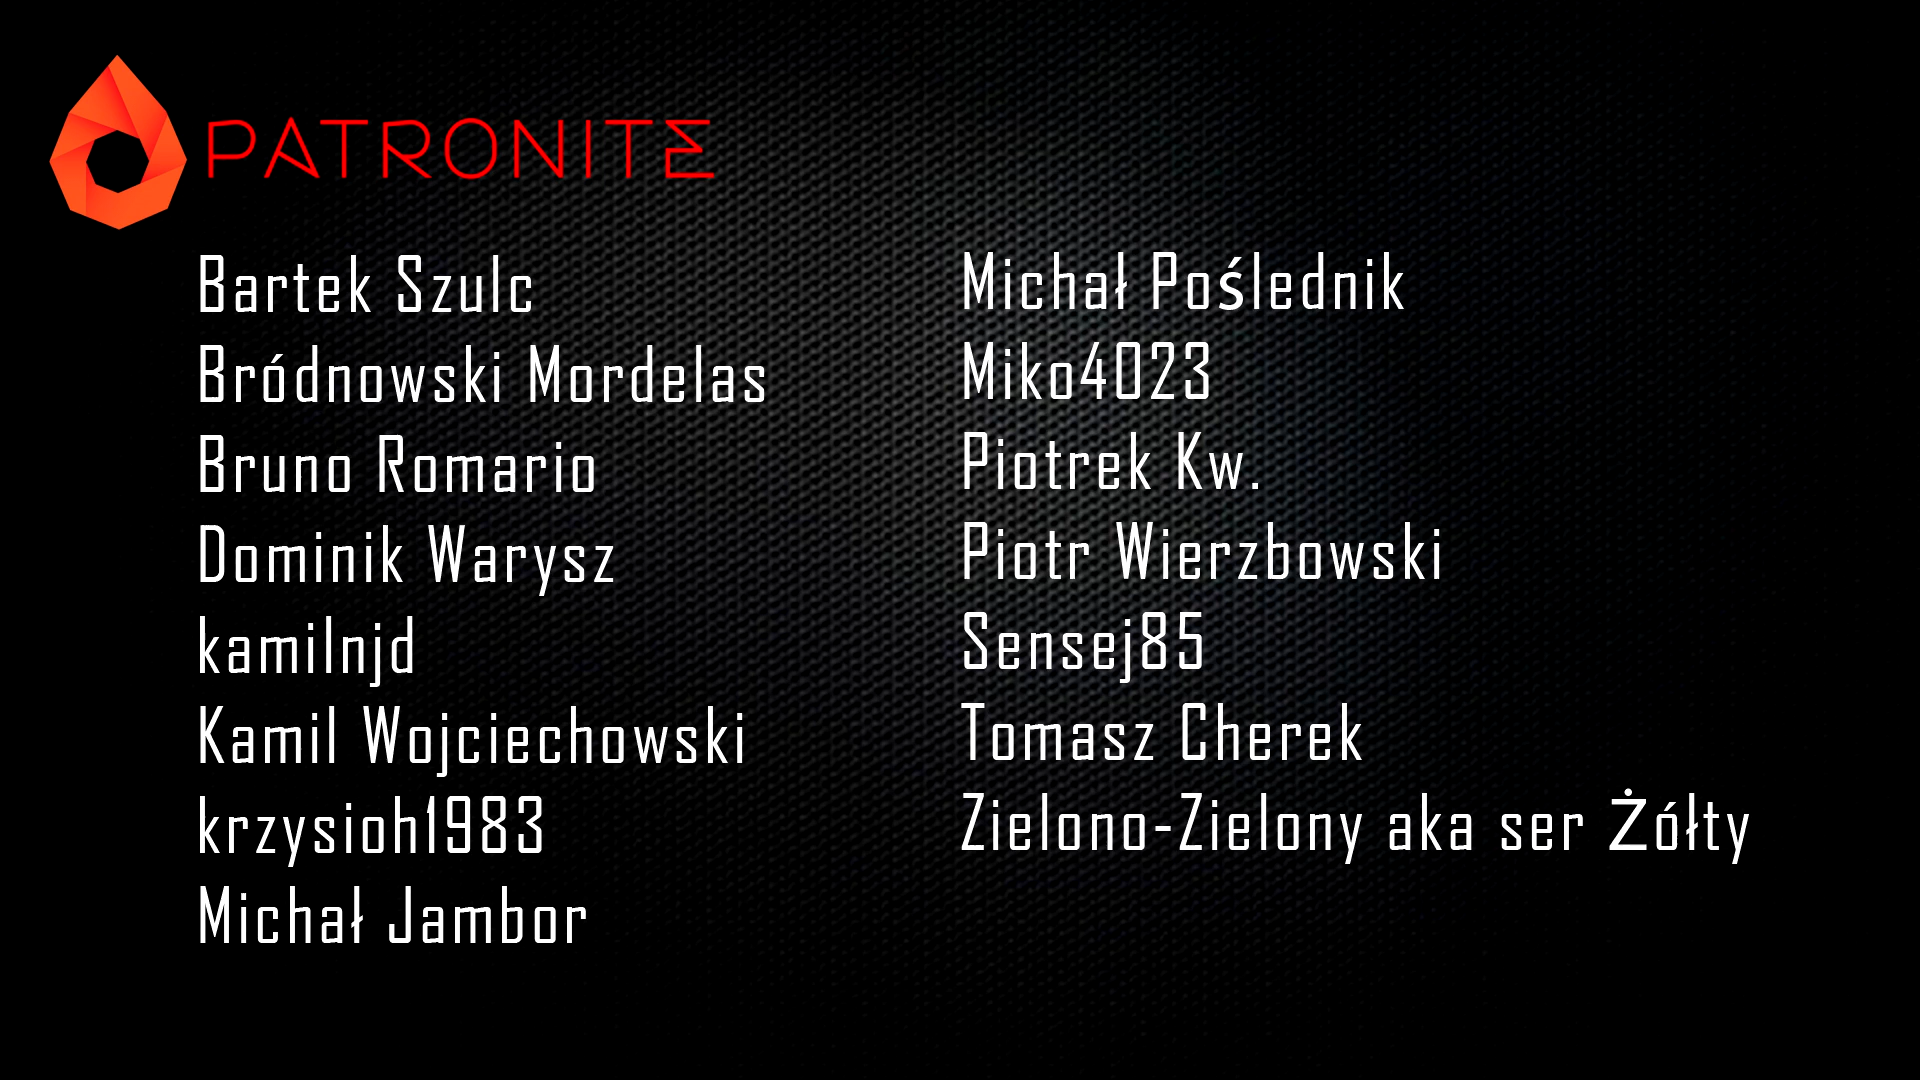 PATRONITE
Bartek Szulc
Bródnowski Mordelas
Bruno Romario
Dominik Warysz
kamilnjd
Kamil Wojciechowski
krzysioh1983
Michał Jambor
Michał Poślednik
Miko4023
Piotrek Kw.
Piotr Wierzbowski
Sensej85
Tomasz Cherek
Zielono-Zielony aka ser Żółty